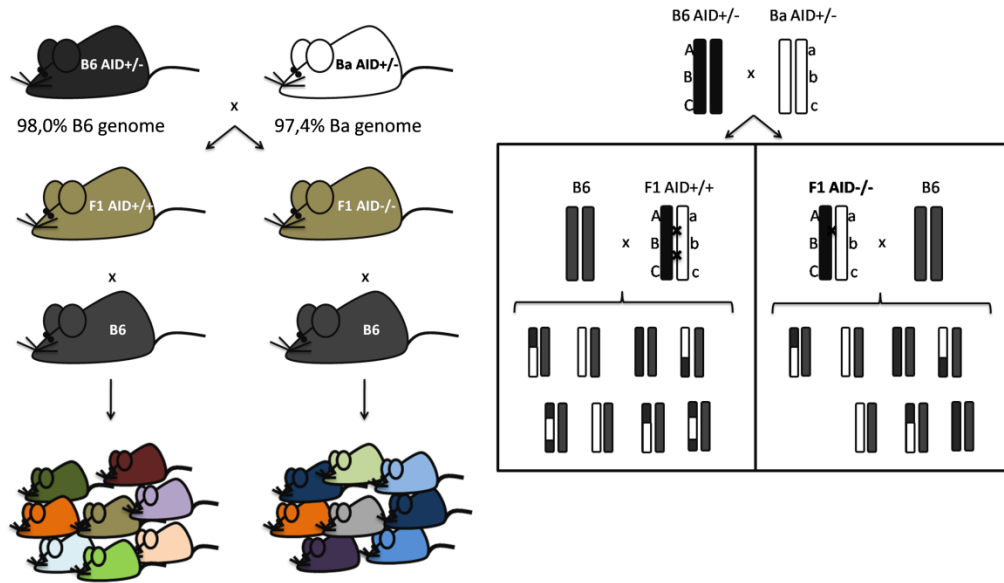 B6 AID+/-
Ba AID+/-
x
98,0% B6 genome
97,4% Ba genome
F1 AID+/+
F1 AID-/-
x
x
B6
B6
B6 AID+/-
Ba AID+/-
A
a
B
x
b
C
c
B6
F1 AID+/+
F1 AID-/-
B6
A
a
A
a
x
B
b
B
b
x
C
c
C
c